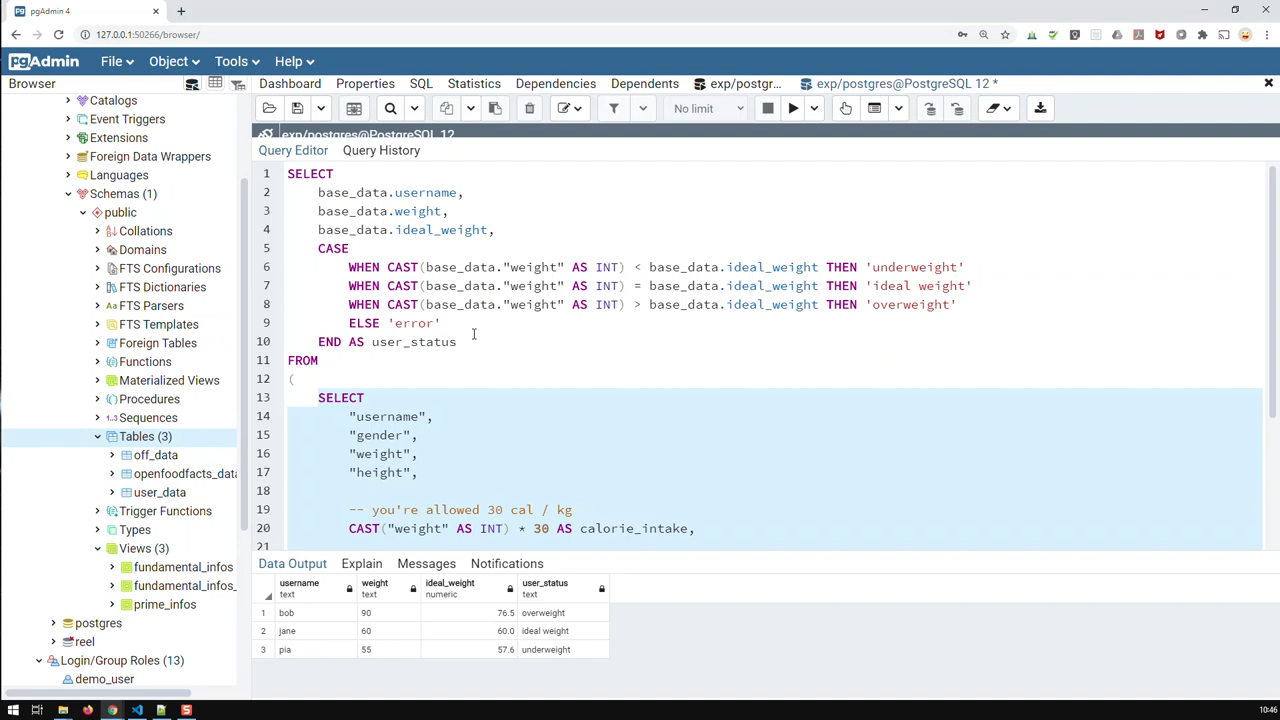 pgAdmin 4
127.0.0.1:50266/browser/
pgAdmin File Object Tools Help
Browser
Dashboard Properties SQL Statistics Dependencies Dependents exp/postgr... exp/postgres@PostgreSQL 12 *
No limit
exp/postgres@PostgreSQL 12
Query Editor Query History
Catalogs
Event Triggers
Extensions
Foreign Data Wrappers
Languages
Schemas (1)
public
Collations
Domains
FTS Configurations
FTS Dictionaries
FTS Parsers
FTS Templates
Foreign Tables
Functions
Materialized Views
Procedures
Sequences
Tables (3)
off_data
openfoodfacts_data
user_data
Trigger Functions
Types
Views (3)
fundamental_infos
fundamental_infos_
prime_infos
postgres
reel
Login/Group Roles (13)
demo_user
1 SELECT
2 base_data.username,
3 base_data.weight,
4 base_data.ideal_weight,
5 CASE
6 WHEN CAST(base_data."weight" AS INT) < base_data.ideal_weight THEN 'underweight'
7 WHEN CAST(base_data."weight" AS INT) = base_data.ideal_weight THEN 'ideal weight'
8 WHEN CAST(base_data."weight" AS INT) > base_data.ideal_weight THEN 'overweight'
9 ELSE 'error'
10 END AS user_status
11 FROM
12 (
13 SELECT
14 "username",
15 "gender",
16 "weight",
17 "height",
18
19 -- you're allowed 30 cal / kg
20 CAST("weight" AS INT) * 30 AS calorie_intake,
21
Data Output Explain Messages Notifications
username weight ideal_weight user_status
text text numeric text
1 bob 90 76.5 overweight
2 jane 60 60.0 ideal weight
3 pia 55 57.6 underweight
10:46